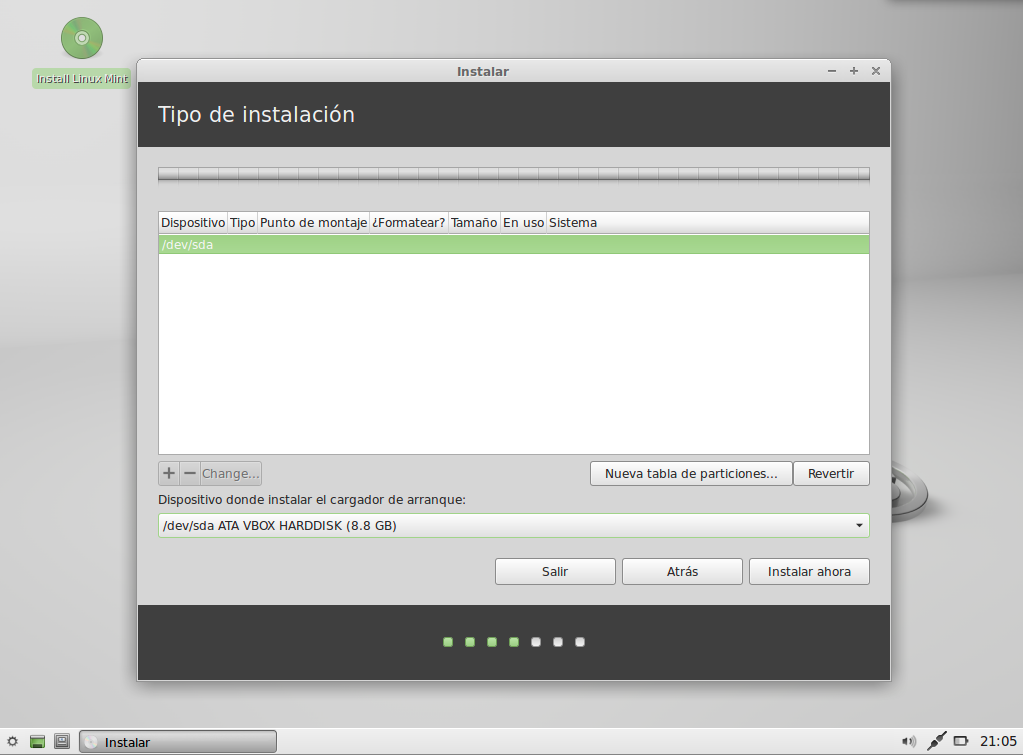 Install Linux Mint
Instalar
Tipo de instalación
Dispositivo Tipo Punto de montaje ¿Formatear? Tamaño En uso Sistema
/dev/sda
+ − Change...
Nueva tabla de particiones... Revertir
Dispositivo donde instalar el cargador de arranque:
/dev/sda ATA VBOX HARDDISK (8.8 GB)
Salir Atrás Instalar ahora
Instalar
21:05